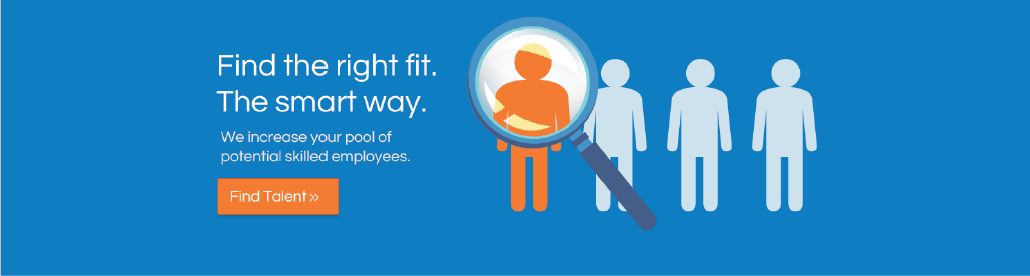 Find the right fit.
The smart way.
We increase your pool of
potential skilled employees.
Find Talent »